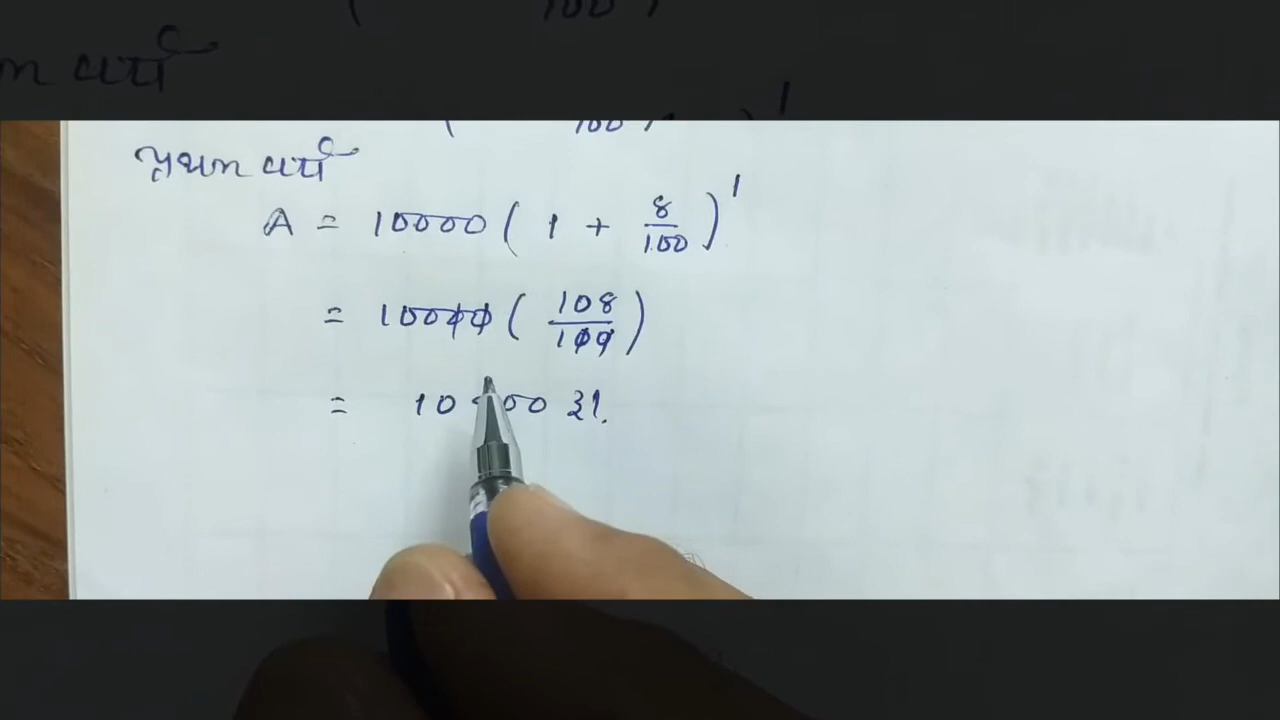 પ્રથમ વર્ષ
A = 10000 ( 1 + 8/100 )^1
= 10000 ( 108/100 )
= 10 00 રૂ.